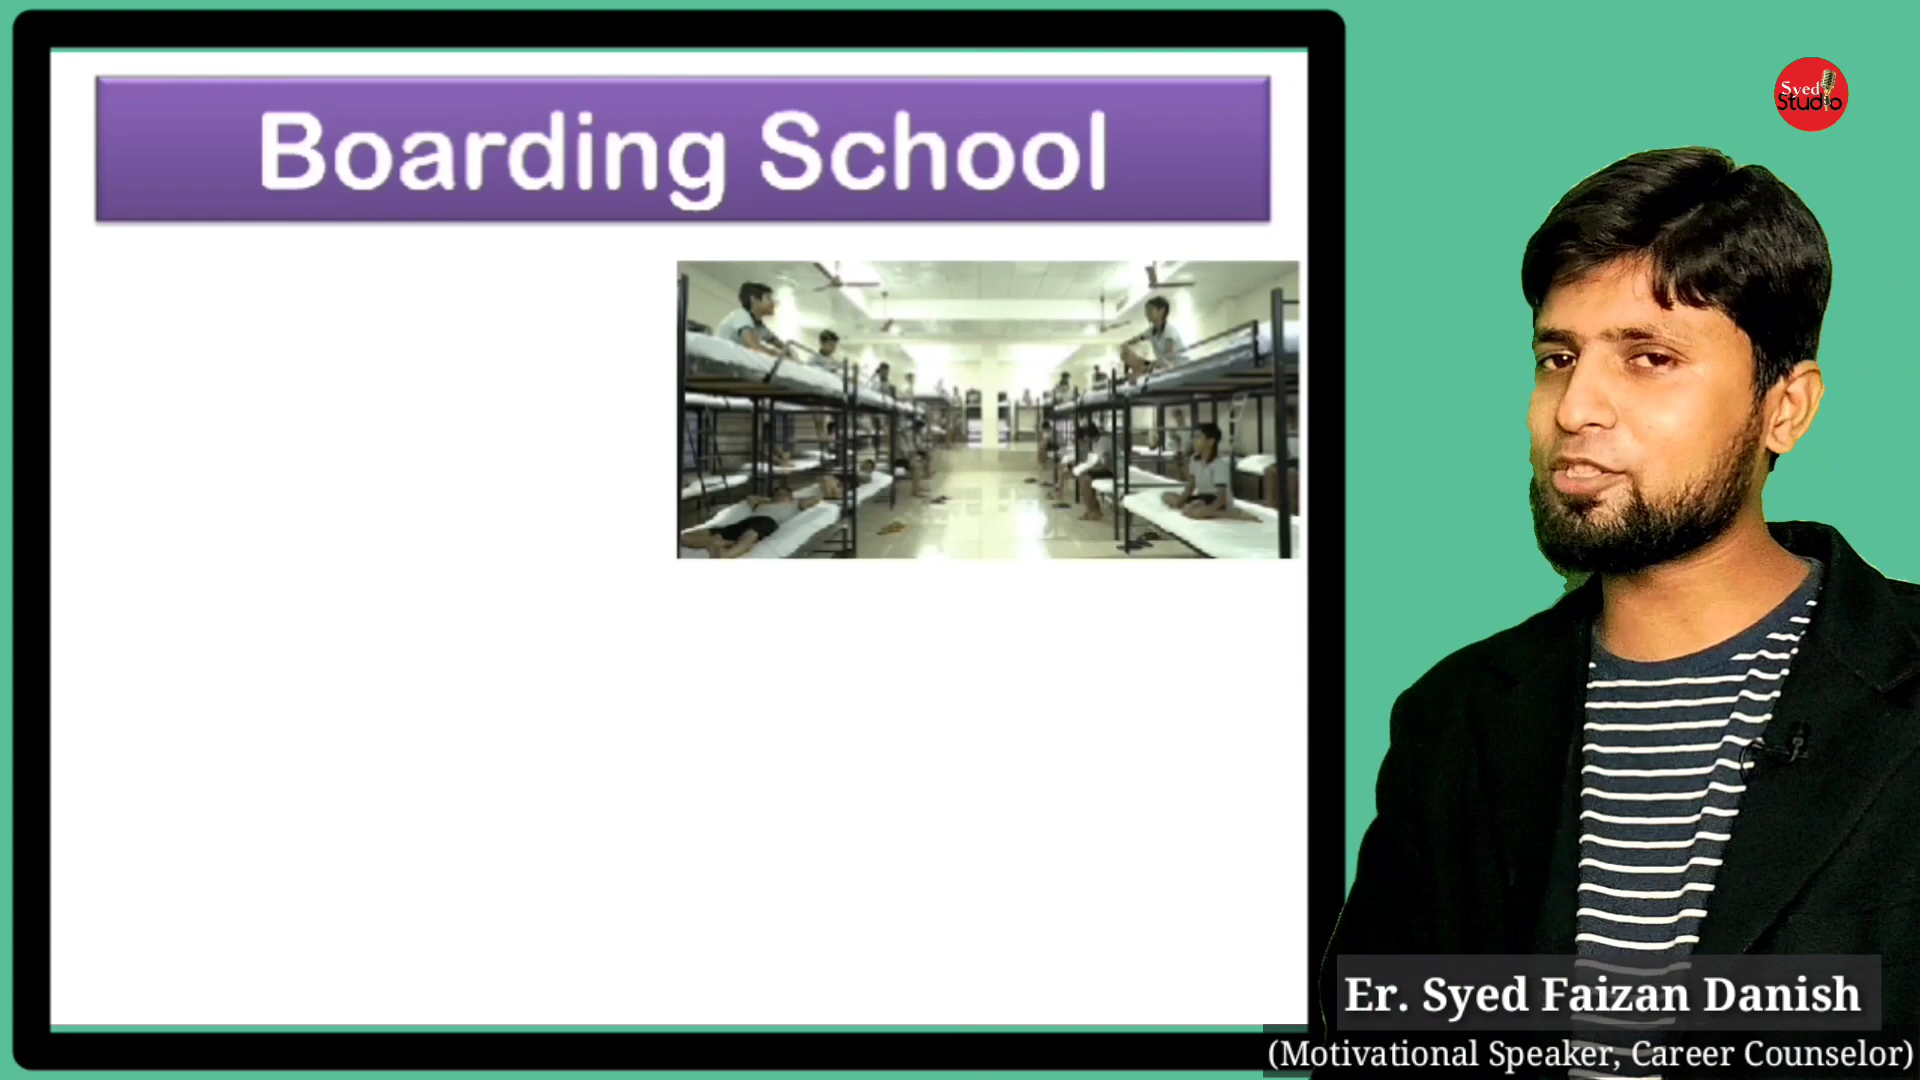 Boarding School
Syed
Studio
Er. Syed Faizan Danish
(Motivational Speaker, Career Counselor)